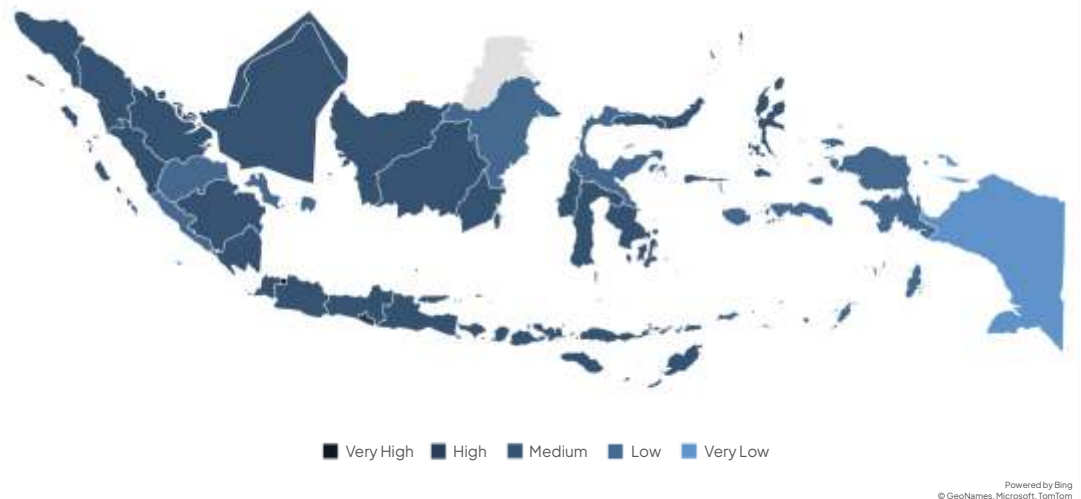 Very High High Medium Low Very Low
Powered by Bing
© GeoNames, Microsoft, TomTom